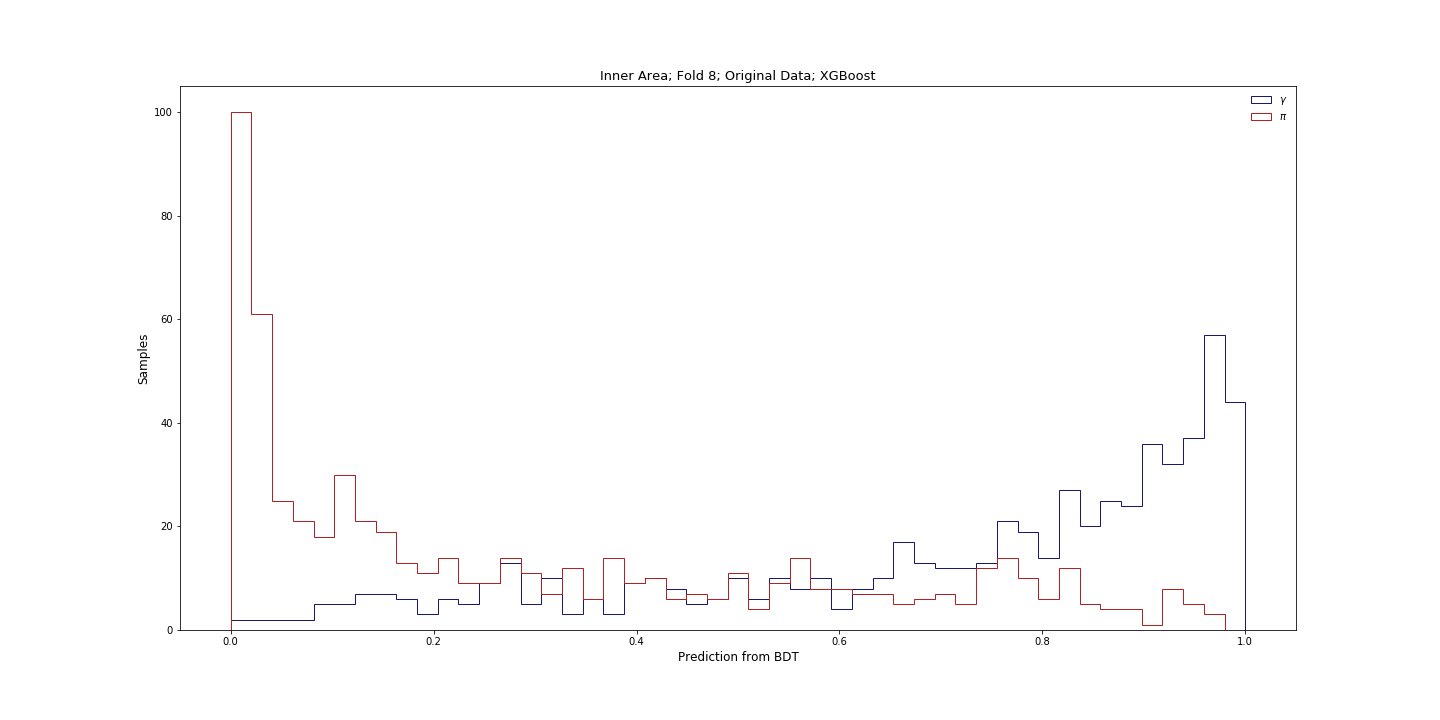 Inner Area; Fold 8; Original Data; XGBoost
γ
π
100
80
60
40
20
0
Samples
0.0 0.2 0.4 0.6 0.8 1.0
Prediction from BDT